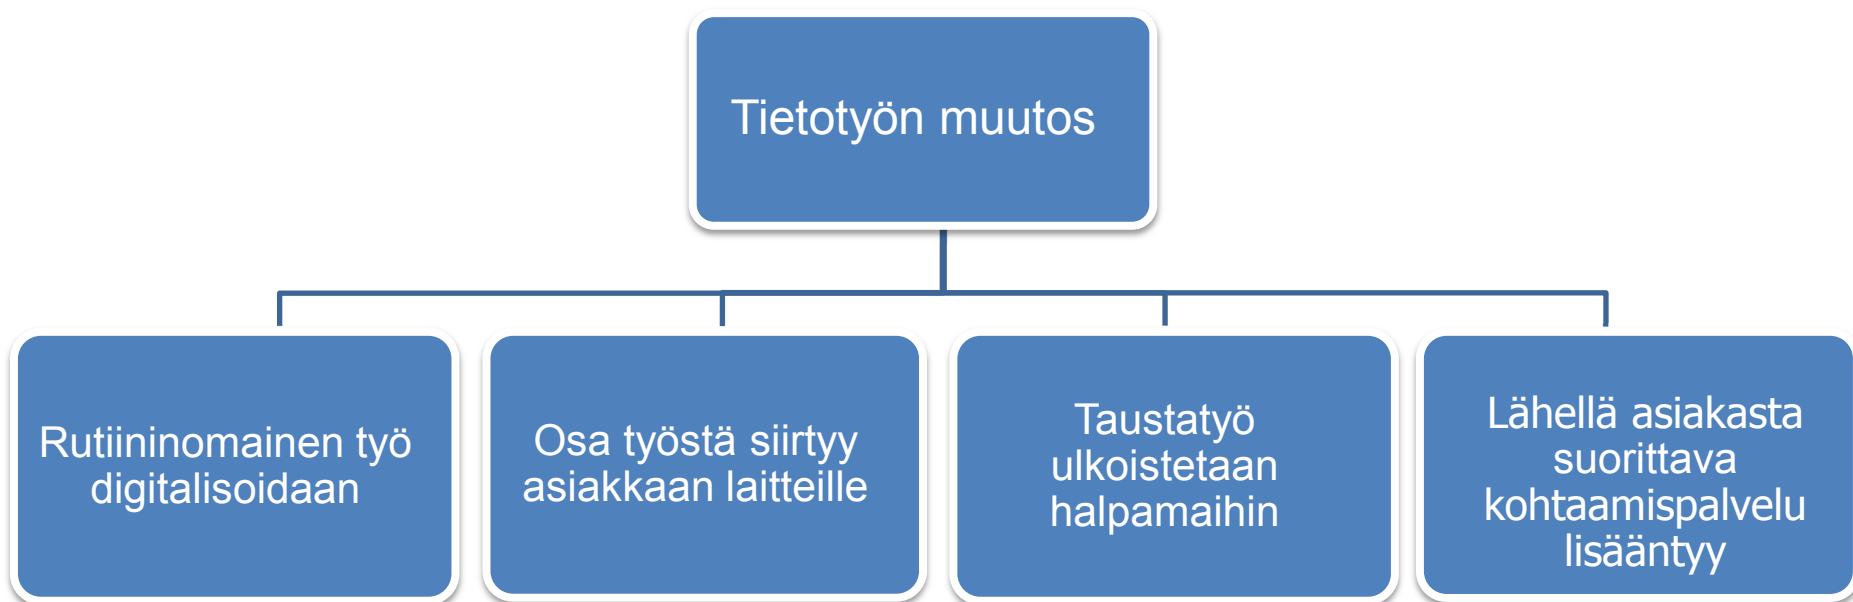 Tietotyön muutos
Rutiininomainen työ
digitalisoidaan
Osa työstä siirtyy
asiakkaan laitteille
Taustatyö
ulkoistetaan
halpamaihin
Lähellä asiakasta
suorittava
kohtaamispalvelu
lisääntyy